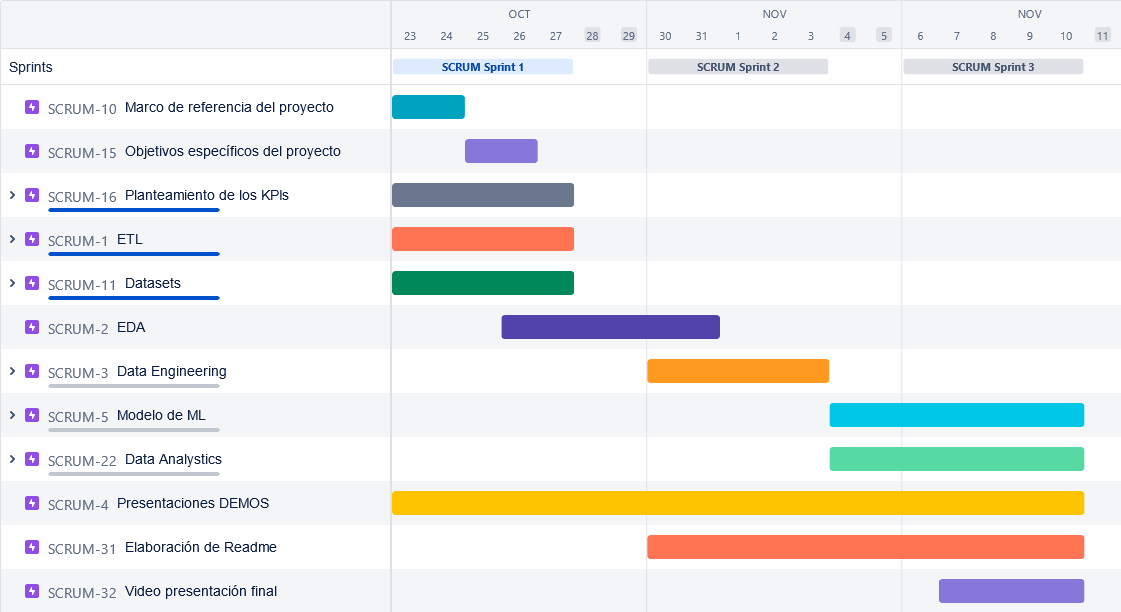 OCT NOV NOV
23 24 25 26 27 28 29 30 31 1 2 3 4 5 6 7 8 9 10 11
Sprints SCRUM Sprint 1 SCRUM Sprint 2 SCRUM Sprint 3
SCRUM-10 Marco de referencia del proyecto
SCRUM-15 Objetivos específicos del proyecto
SCRUM-16 Planteamiento de los KPIs
SCRUM-1 ETL
SCRUM-11 Datasets
SCRUM-2 EDA
SCRUM-3 Data Engineering
SCRUM-5 Modelo de ML
SCRUM-22 Data Analystics
SCRUM-4 Presentaciones DEMOS
SCRUM-31 Elaboración de Readme
SCRUM-32 Video presentación final